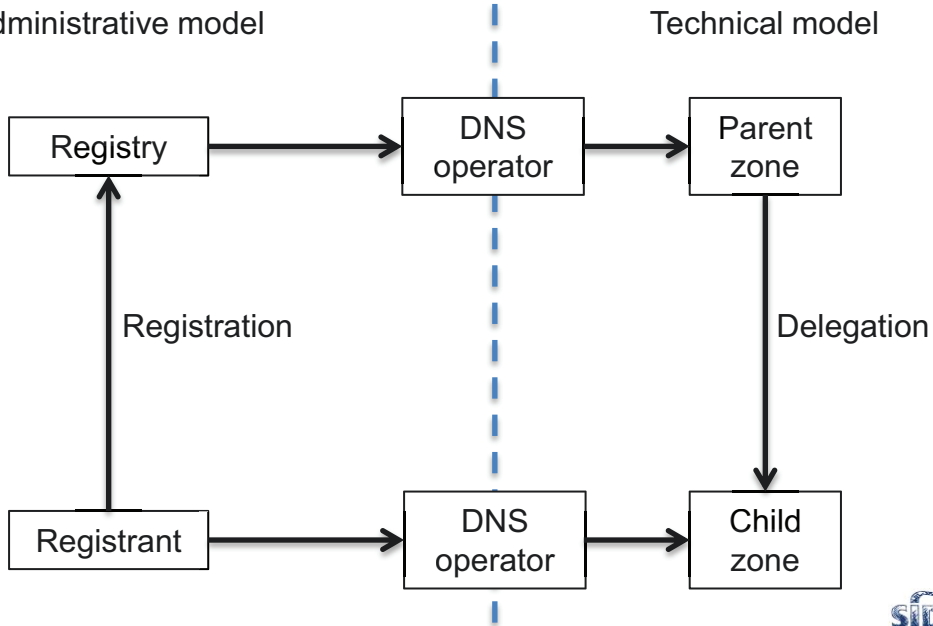 dministrative model
Technical model
Registry
DNS
operator
Parent
zone
Registration
Delegation
Registrant
DNS
operator
Child
zone